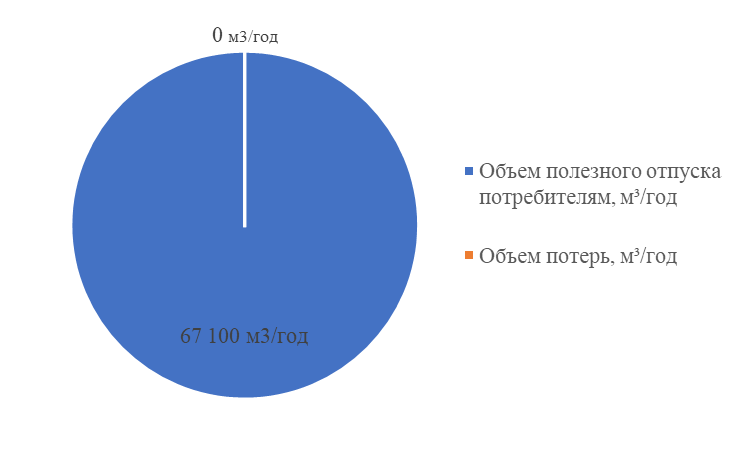 0 м3/год
Объем полезного отпуска
потребителям, м³/год
Объем потерь, м³/год
67 100 м3/год